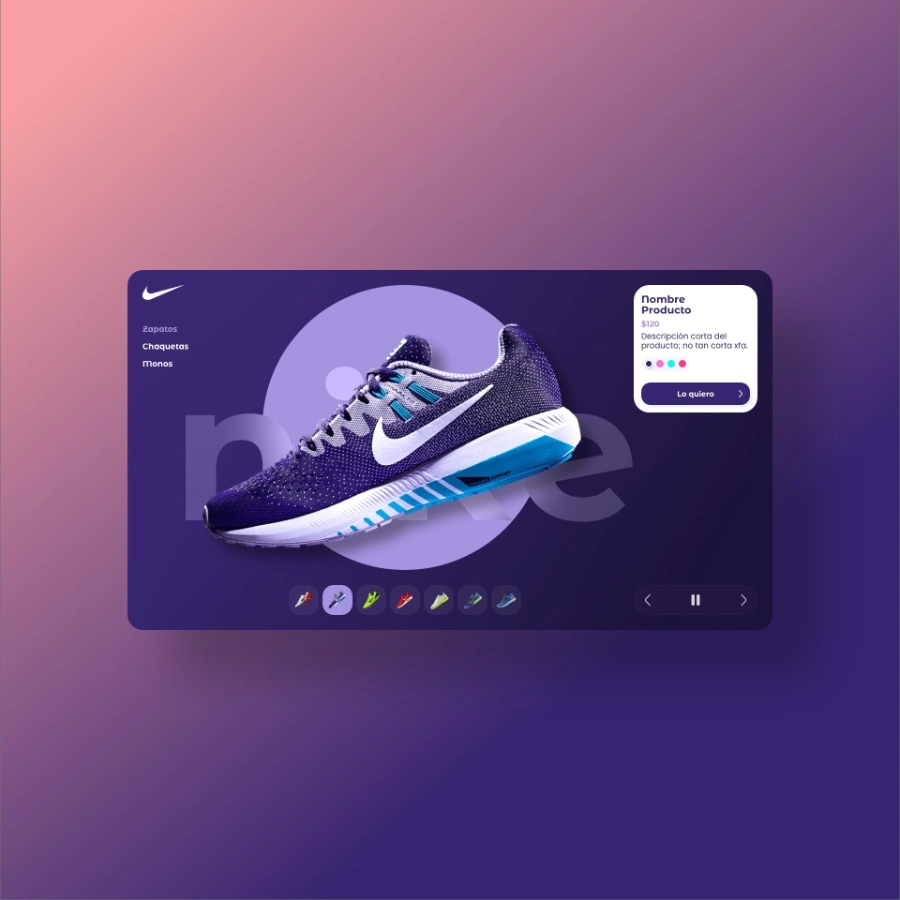 Zapatos
Chaquetas
Monos
nike
Nombre
Producto
$120
Descripción corta del
producto; no tan corta xfa.
Lo quiero